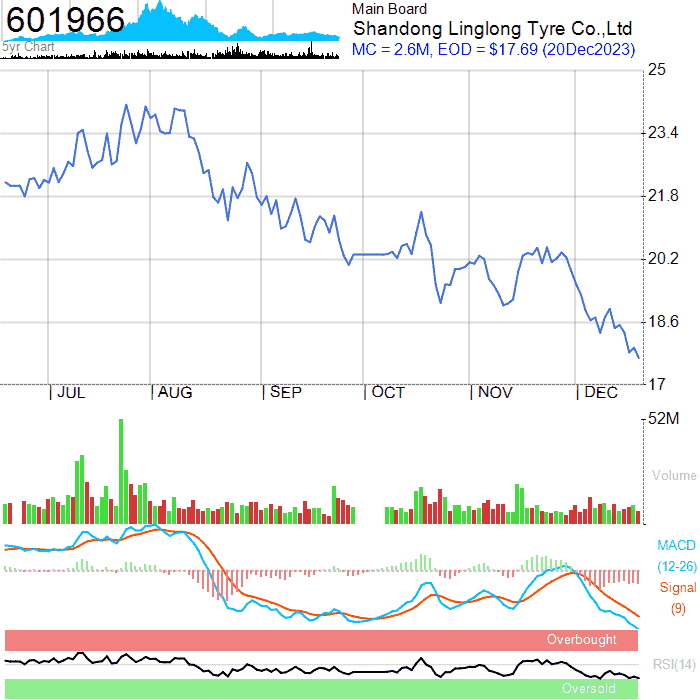 601966
5yr Chart
Main Board
Shandong Linglong Tyre Co.,Ltd
MC = 2.6M, EOD = $17.69 (20Dec2023)
25
23.4
21.8
20.2
18.6
17
| JUL | AUG | SEP | OCT | NOV | DEC
52M
Volume
MACD
(12-26)
Signal
(9)
Overbought
RSI(14)
Oversold